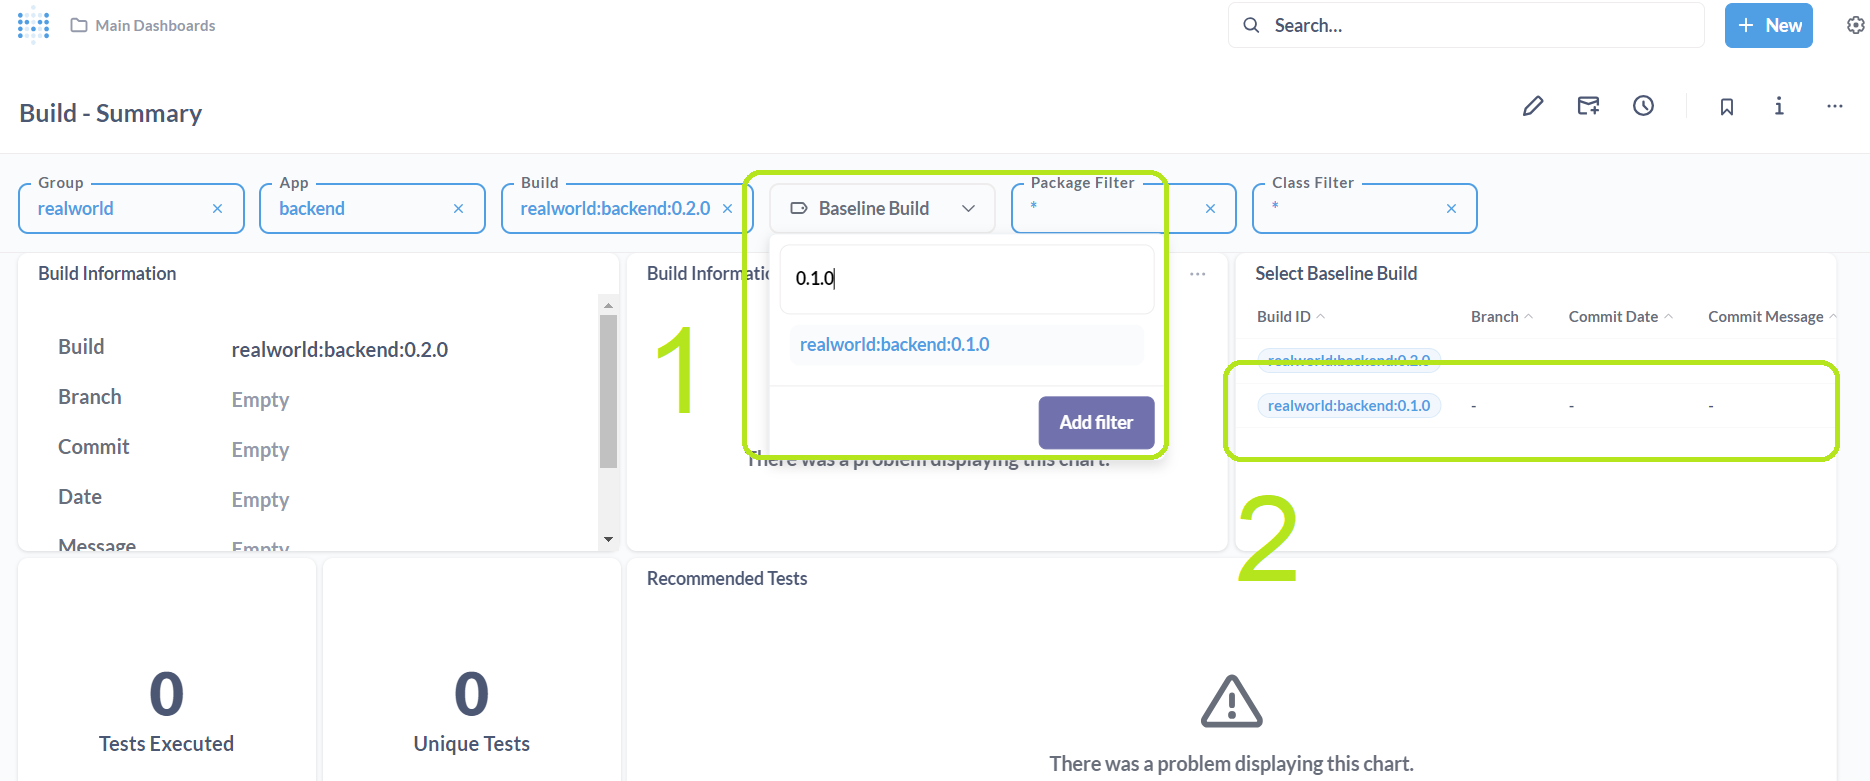 Main Dashboards
Search...
New
Build - Summary
Group
realworld
App
backend
Build
realworld:backend:0.2.0
Baseline Build
Package Filter
*
Class Filter
*
0.1.0
realworld:backend:0.1.0
Add filter
1
Build Information
Build realworld:backend:0.2.0
Branch Empty
Commit Empty
Date Empty
Message Empty
Build Informatio
There was a problem displaying this chart.
Select Baseline Build
Build ID Branch Commit Date Commit Message
realworld:backend:0.2.0
realworld:backend:0.1.0 - - -
2
0
Tests Executed
0
Unique Tests
Recommended Tests
There was a problem displaying this chart.